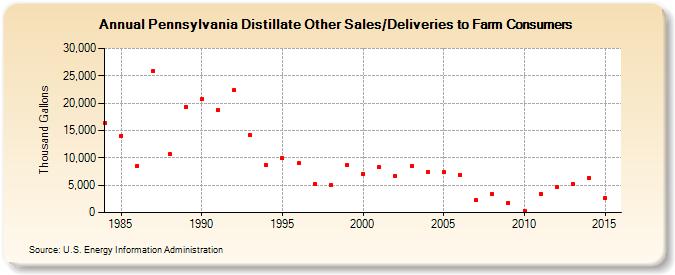 Annual Pennsylvania Distillate Other Sales/Deliveries to Farm Consumers
Thousand Gallons
30,000
25,000
20,000
15,000
10,000
5,000
0
1985 1990 1995 2000 2005 2010 2015
Source: U.S. Energy Information Administration